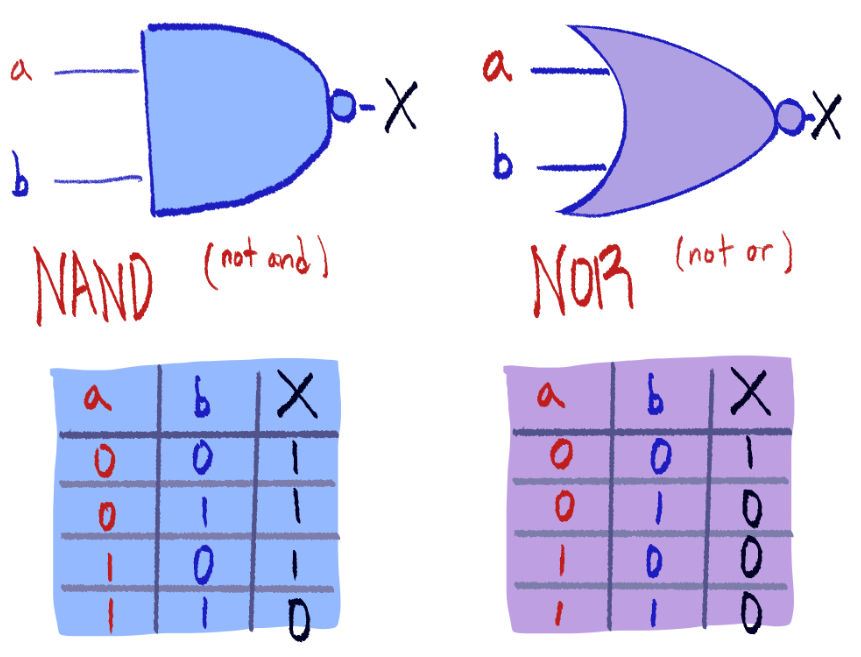 a
X
b
NAND (not and)
a b X
0 0 1
0 1 1
1 0 1
1 1 0
a
X
b
NOR (not or)
a b X
0 0 1
0 1 0
1 0 0
1 1 0